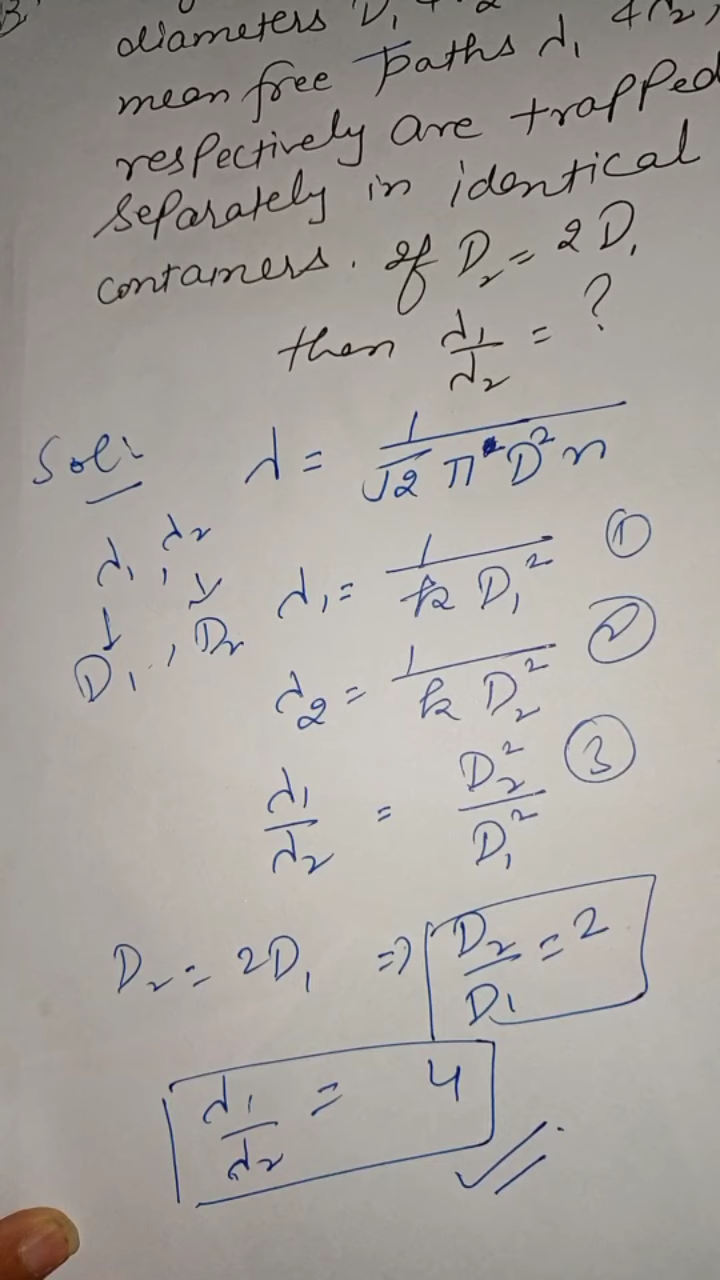 diameters D₁
mean free paths λ₁
respectively are trapped
separately in identical
containers. If D₂ = 2D₁
then λ₁/λ₂ = ?
Sol: λ = 1/√2 π D² n
λ₁, λ₂
λ₁ = 1/k D₁² ①
D₁, D₂
λ₂ = 1/k D₂² ②
λ₁/λ₂ = D₂²/D₁² ③
D₂ = 2D₁ ⇒ D₂/D₁ = 2
λ₁/λ₂ = 4